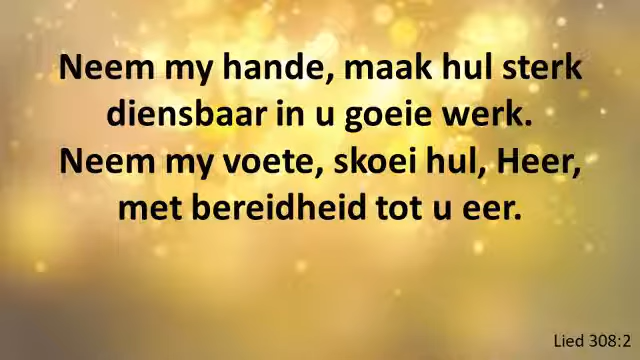 Neem my hande, maak hul sterk
diensbaar in u goeie werk.
Neem my voete, skoei hul, Heer,
met bereidheid tot u eer.
Lied 308:2